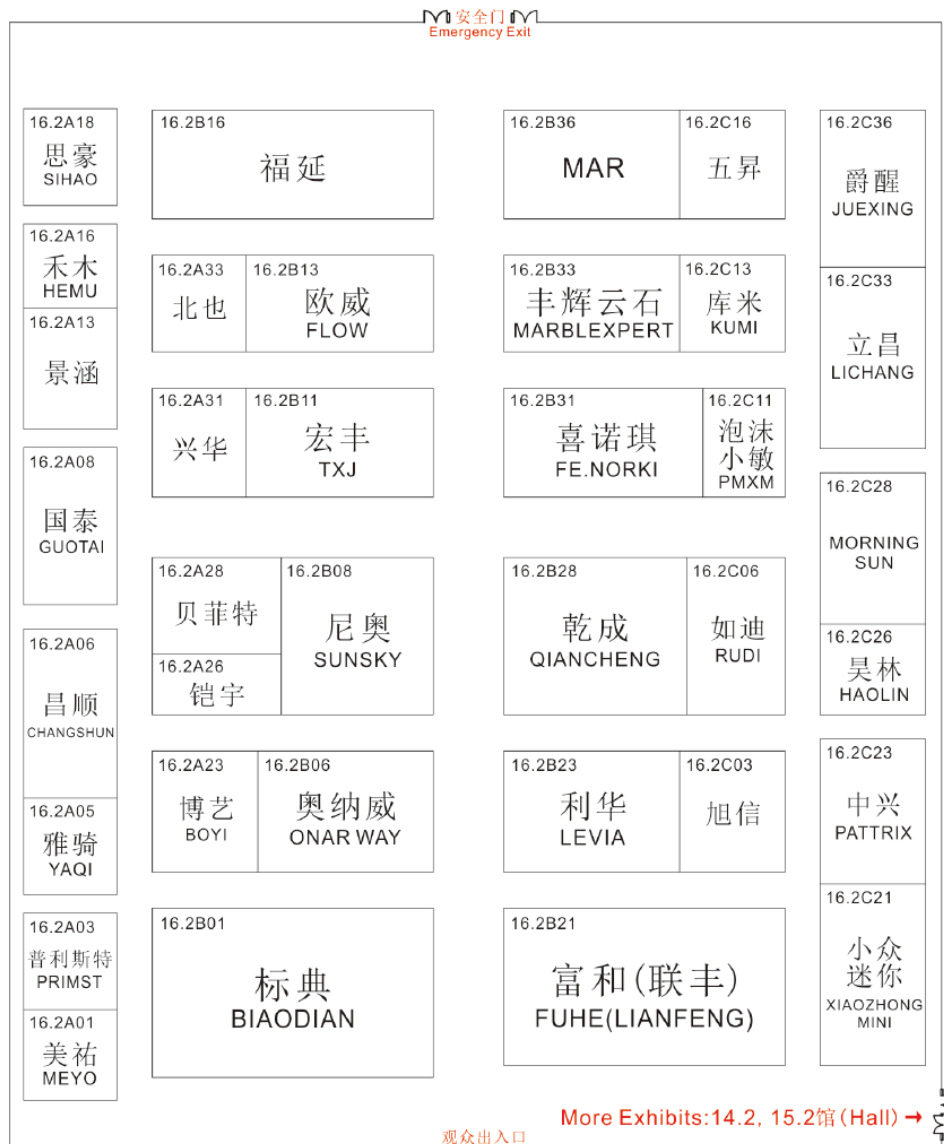 安全门
Emergency Exit
16.2A18
思豪
SIHAO
16.2B16
福延
16.2B36
MAR
16.2C16
五昇
16.2C36
爵醒
JUEXING
16.2A16
禾木
HEMU
16.2A13
景涵
16.2A33
北也
16.2B13
欧威
FLOW
16.2B33
丰辉云石
MARBLEXPERT
16.2C13
库米
KUMI
16.2C33
立昌
LICHANG
16.2A31
兴华
16.2B11
宏丰
TXJ
16.2B31
喜诺琪
FE.NORKI
16.2C11
泡沫
小敏
PMXM
16.2A08
国泰
GUOTAI
16.2C28
MORNING
SUN
16.2A28
贝菲特
16.2A26
铠宇
16.2B08
尼奥
SUNSKY
16.2B28
乾成
QIANCHENG
16.2C06
如迪
RUDI
16.2C26
昊林
HAOLIN
16.2A06
昌顺
CHANGSHUN
16.2A05
雅骑
YAQI
16.2A23
博艺
BOYI
16.2B06
奥纳威
ONAR WAY
16.2B23
利华
LEVIA
16.2C03
旭信
16.2C23
中兴
PATTRIX
16.2A03
普利斯特
PRIMST
16.2A01
美祐
MEYO
16.2B01
标典
BIAODIAN
16.2B21
富和(联丰)
FUHE(LIANFENG)
16.2C21
小众
迷你
XIAOZHONG
MINI
More Exhibits:14.2, 15.2馆(Hall) →
观众出入口